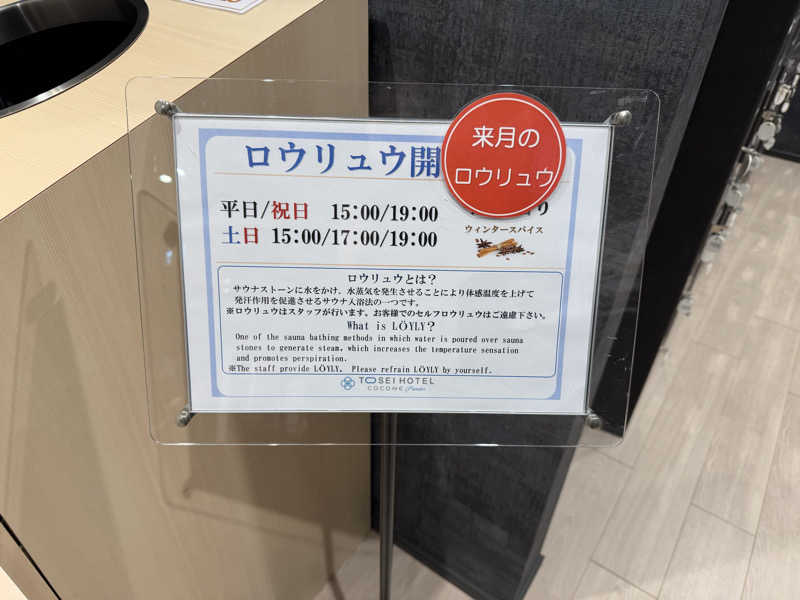 ロウリュウ開
来月の
ロウリュウ
平日/祝日 15:00/19:00
り
土日 15:00/17:00/19:00
ウィンタースパイス
ロウリュウとは？
サウナストーンに水をかけ、水蒸気を発生させることにより体感温度を上げて
発汗作用を促進させるサウナ入浴法の一つです。
※ロウリュウはスタッフが行います。お客様でのセルフロウリュウはご遠慮下さい。
What is LÖYLY？
One of the sauna bathing methods in which water is poured over sauna
stones to generate steam, which increases the temperature sensation
and promotes perspiration.
※The staff provide LÖYLY. Please refrain LÖYLY by yourself.
TOSEI HOTEL
COCONE